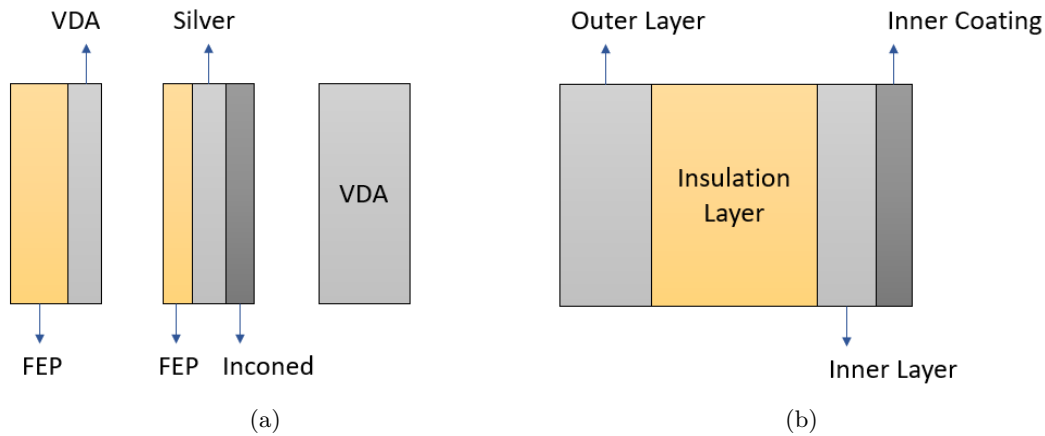 VDA
Silver
VDA
FEP
FEP
Inconed
(a)
Outer Layer
Inner Coating
Insulation
Layer
Inner Layer
(b)